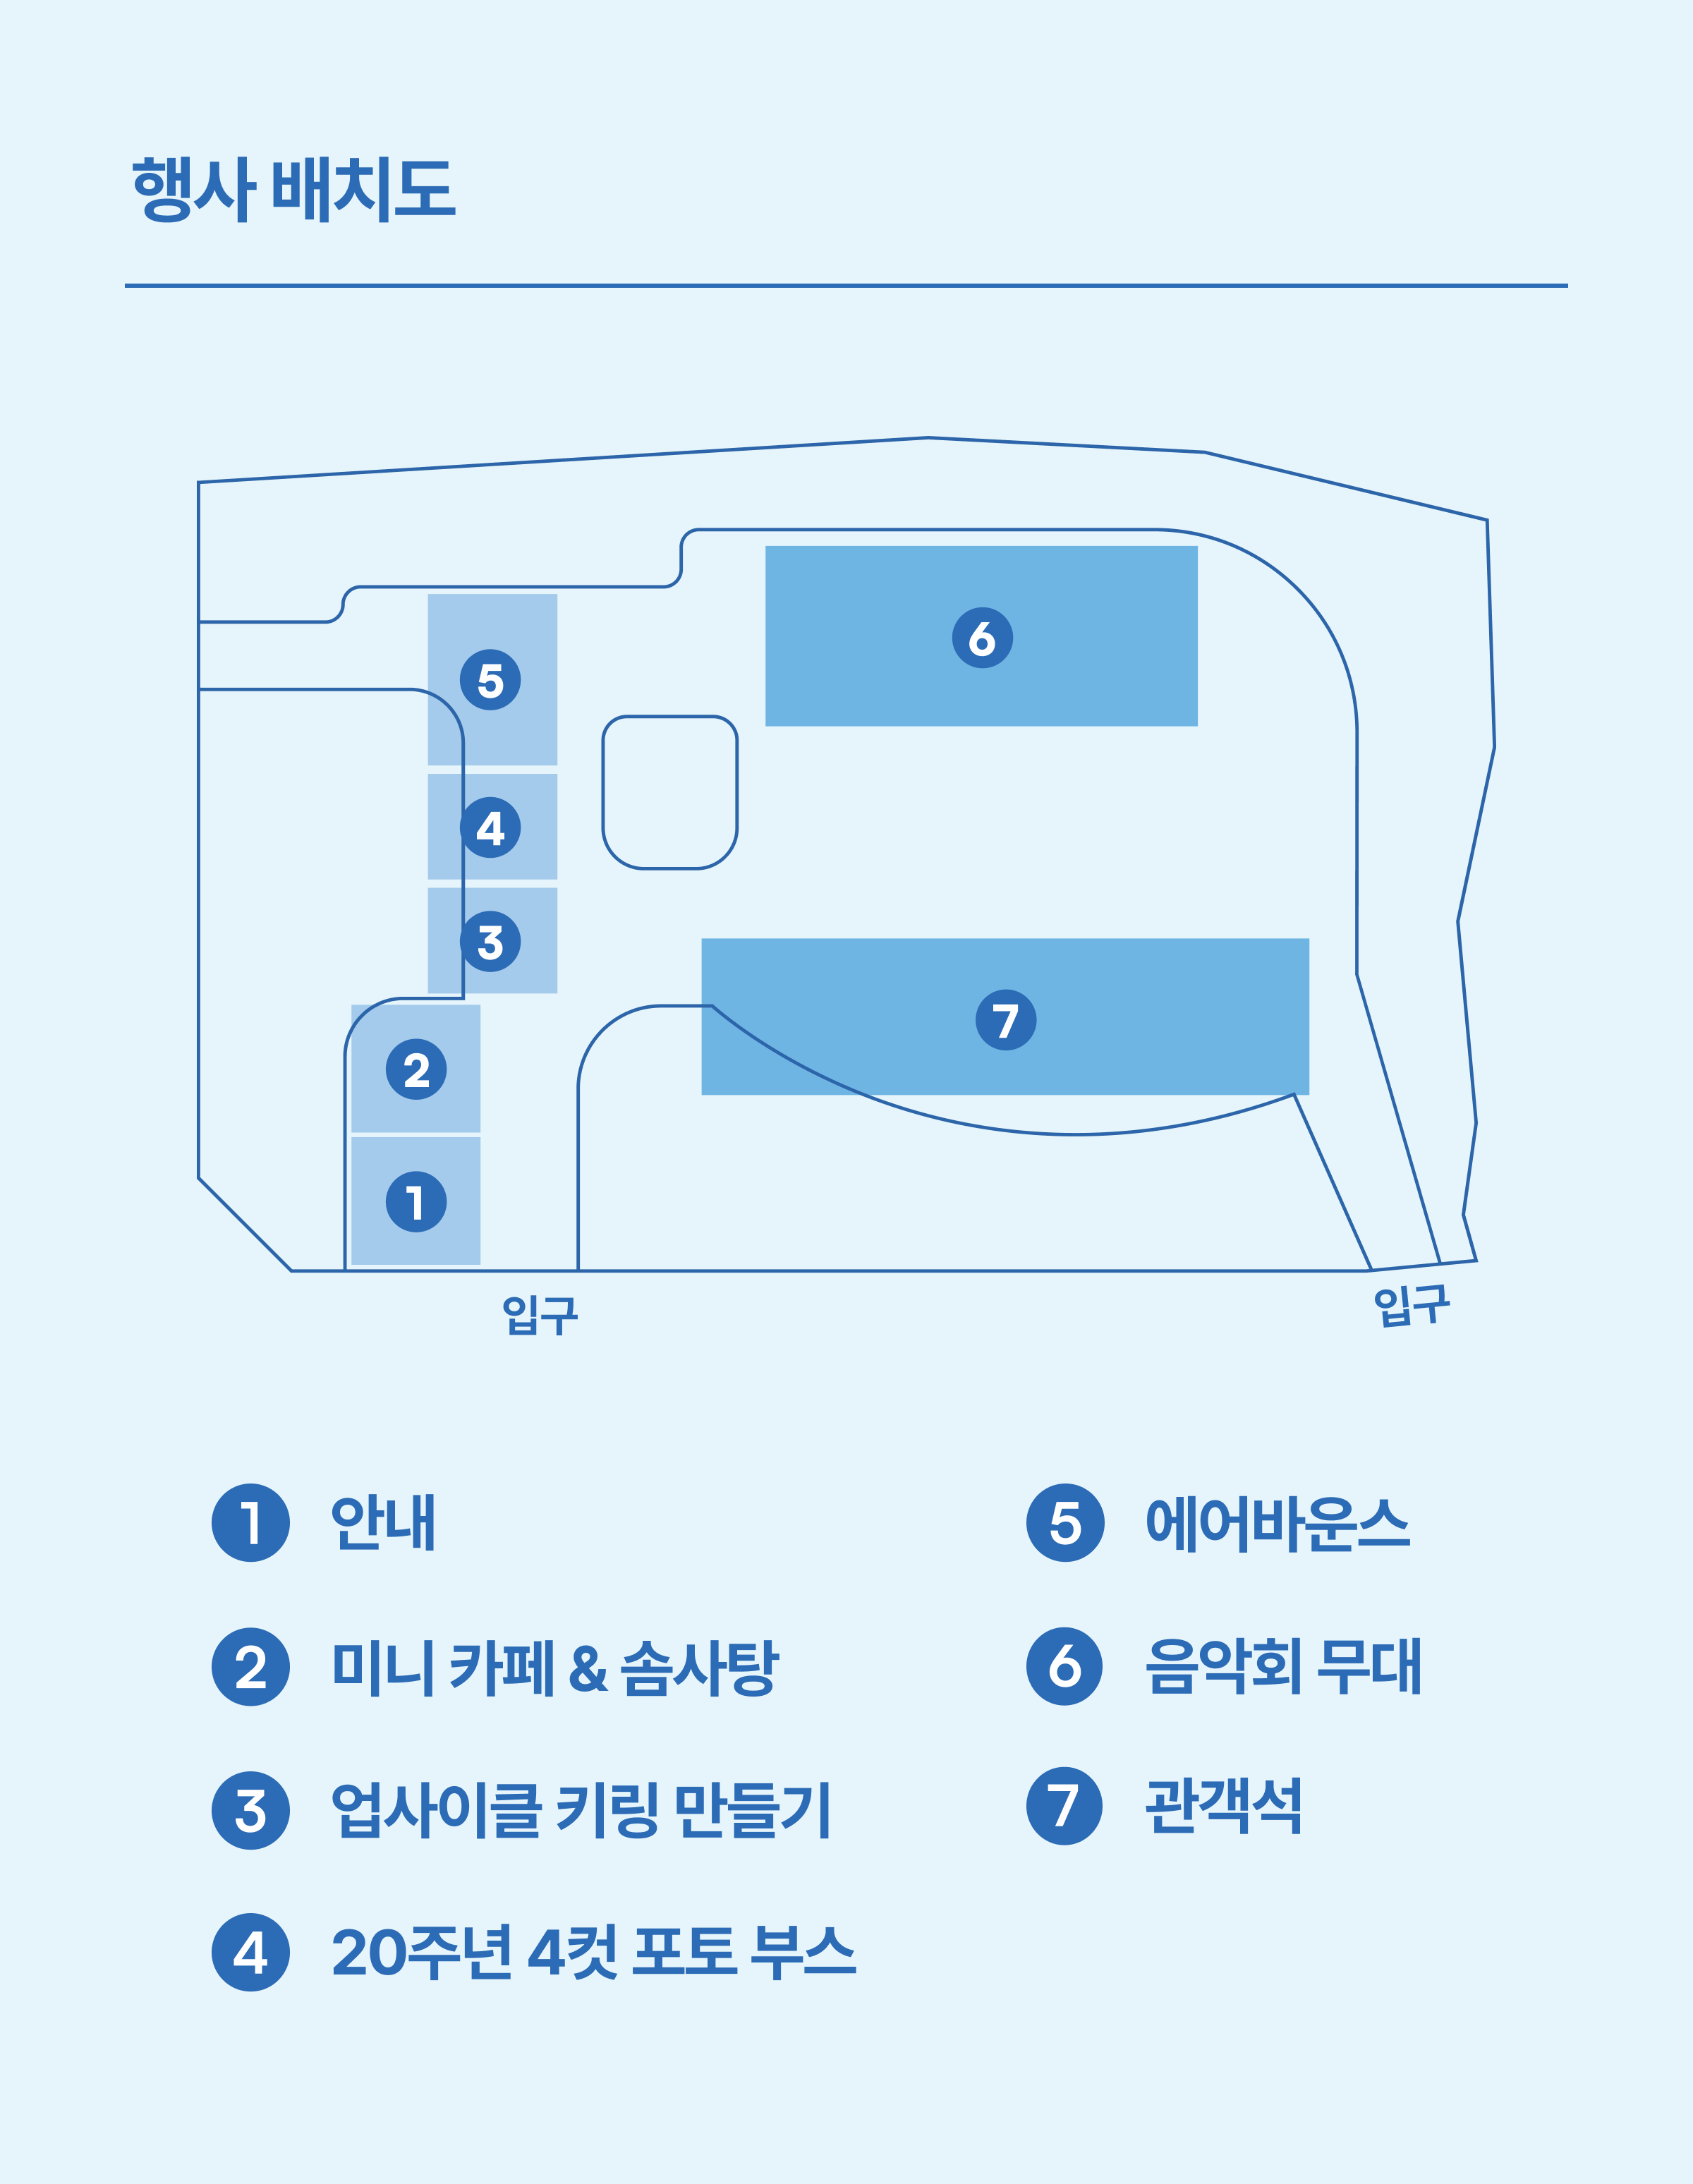 행사 배치도
6
5
4
3
7
2
1
입구
입구
1 안내
2 미니 카페 & 솜사탕
3 업사이클 키링 만들기
4 20주년 4컷 포토 부스
5 에어바운스
6 음악회 무대
7 관객석